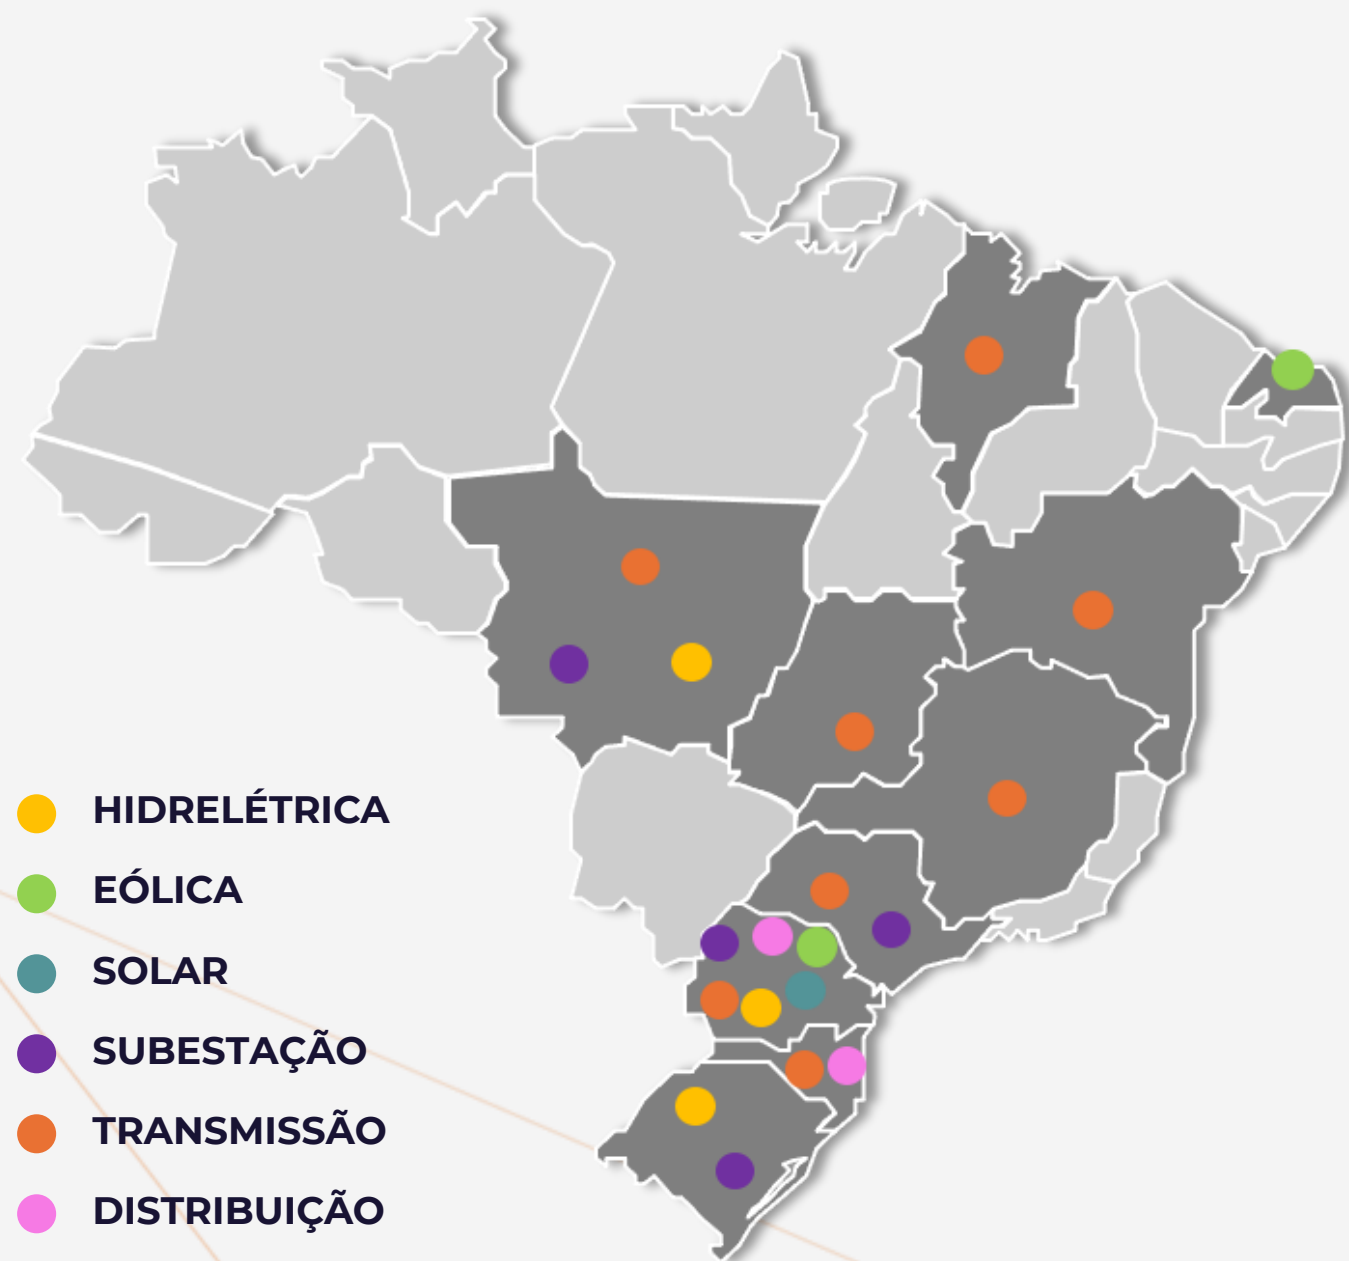 HIDRELÉTRICA
EÓLICA
SOLAR
SUBESTAÇÃO
TRANSMISSÃO
DISTRIBUIÇÃO